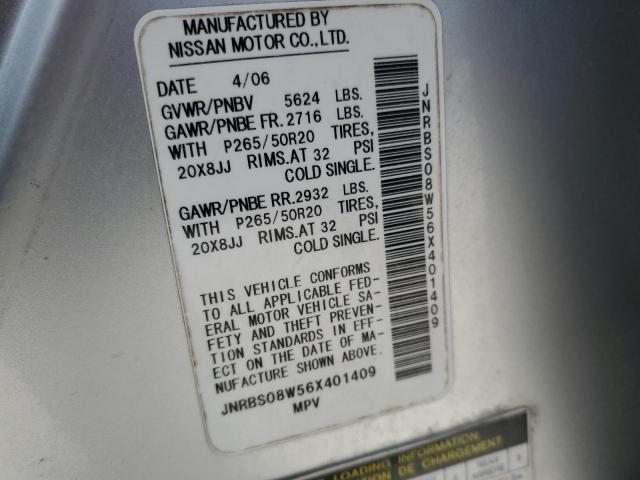 MANUFACTURED BY
NISSAN MOTOR CO.,LTD.
DATE 4/06
GVWR/PNBV 5624 LBS.
GAWR/PNBE FR.2716 LBS.
WITH P265/50R20 TIRES,
20X8JJ RIMS.AT 32 PSI
COLD SINGLE.
GAWR/PNBE RR.2932 LBS.
WITH P265/50R20 TIRES,
20X8JJ RIMS.AT 32 PSI
COLD SINGLE.
THIS VEHICLE CONFORMS
TO ALL APPLICABLE FED-
ERAL MOTOR VEHICLE SA-
FETY AND THEFT PREVEN-
TION STANDARDS IN EFF-
ECT ON THE DATE OF MA-
NUFACTURE SHOWN ABOVE.
JNRBS08W56X401409
MPV
JNRBS08W56X401409
LOADING INFORMATION
DE CHARGEMENT